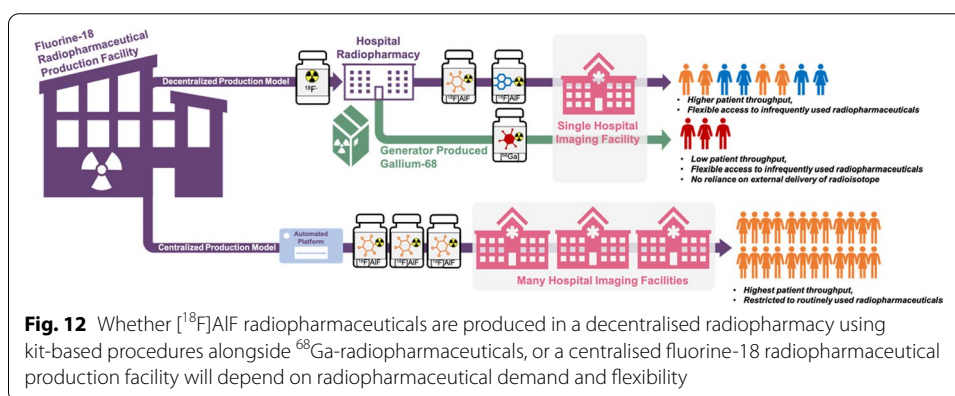 Fluorine-18
Radiopharmaceutical
Production Facility
Decentralized Production Model
¹⁸F-
Hospital
Radiopharmacy
[¹⁸F]AlF
[¹⁸F]AlF
Generator Produced
Gallium-68
[⁶⁸Ga]
Single Hospital
Imaging Facility
• Higher patient throughput,
• Flexible access to infrequently used radiopharmaceuticals
• Low patient throughput,
• Flexible access to infrequently used radiopharmaceuticals
• No reliance on external delivery of radioisotope
Centralized Production Model
Automated
Platform
[¹⁸F]AlF
[¹⁸F]AlF
[¹⁸F]AlF
Many Hospital Imaging Facilities
• Highest patient throughput,
• Restricted to routinely used radiopharmaceuticals
Fig. 12 Whether [¹⁸F]AlF radiopharmaceuticals are produced in a decentralised radiopharmacy using
kit-based procedures alongside ⁶⁸Ga-radiopharmaceuticals, or a centralised fluorine-18 radiopharmaceutical
production facility will depend on radiopharmaceutical demand and flexibility